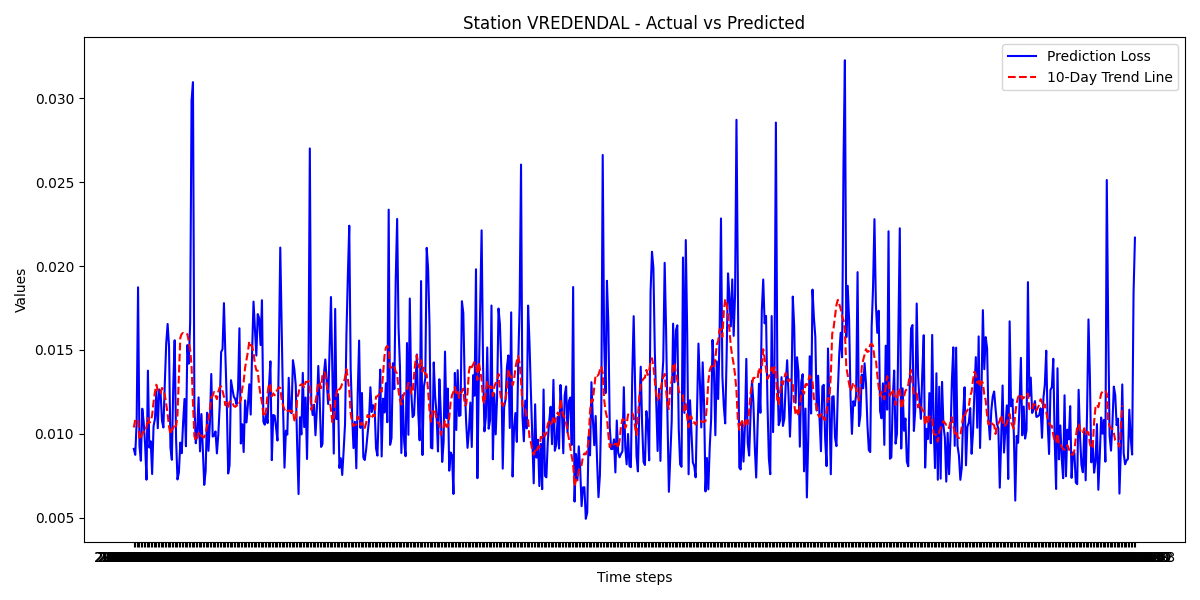 Station VREDENDAL - Actual vs Predicted
Prediction Loss
10-Day Trend Line
Values
0.030
0.025
0.020
0.015
0.010
0.005
Time steps